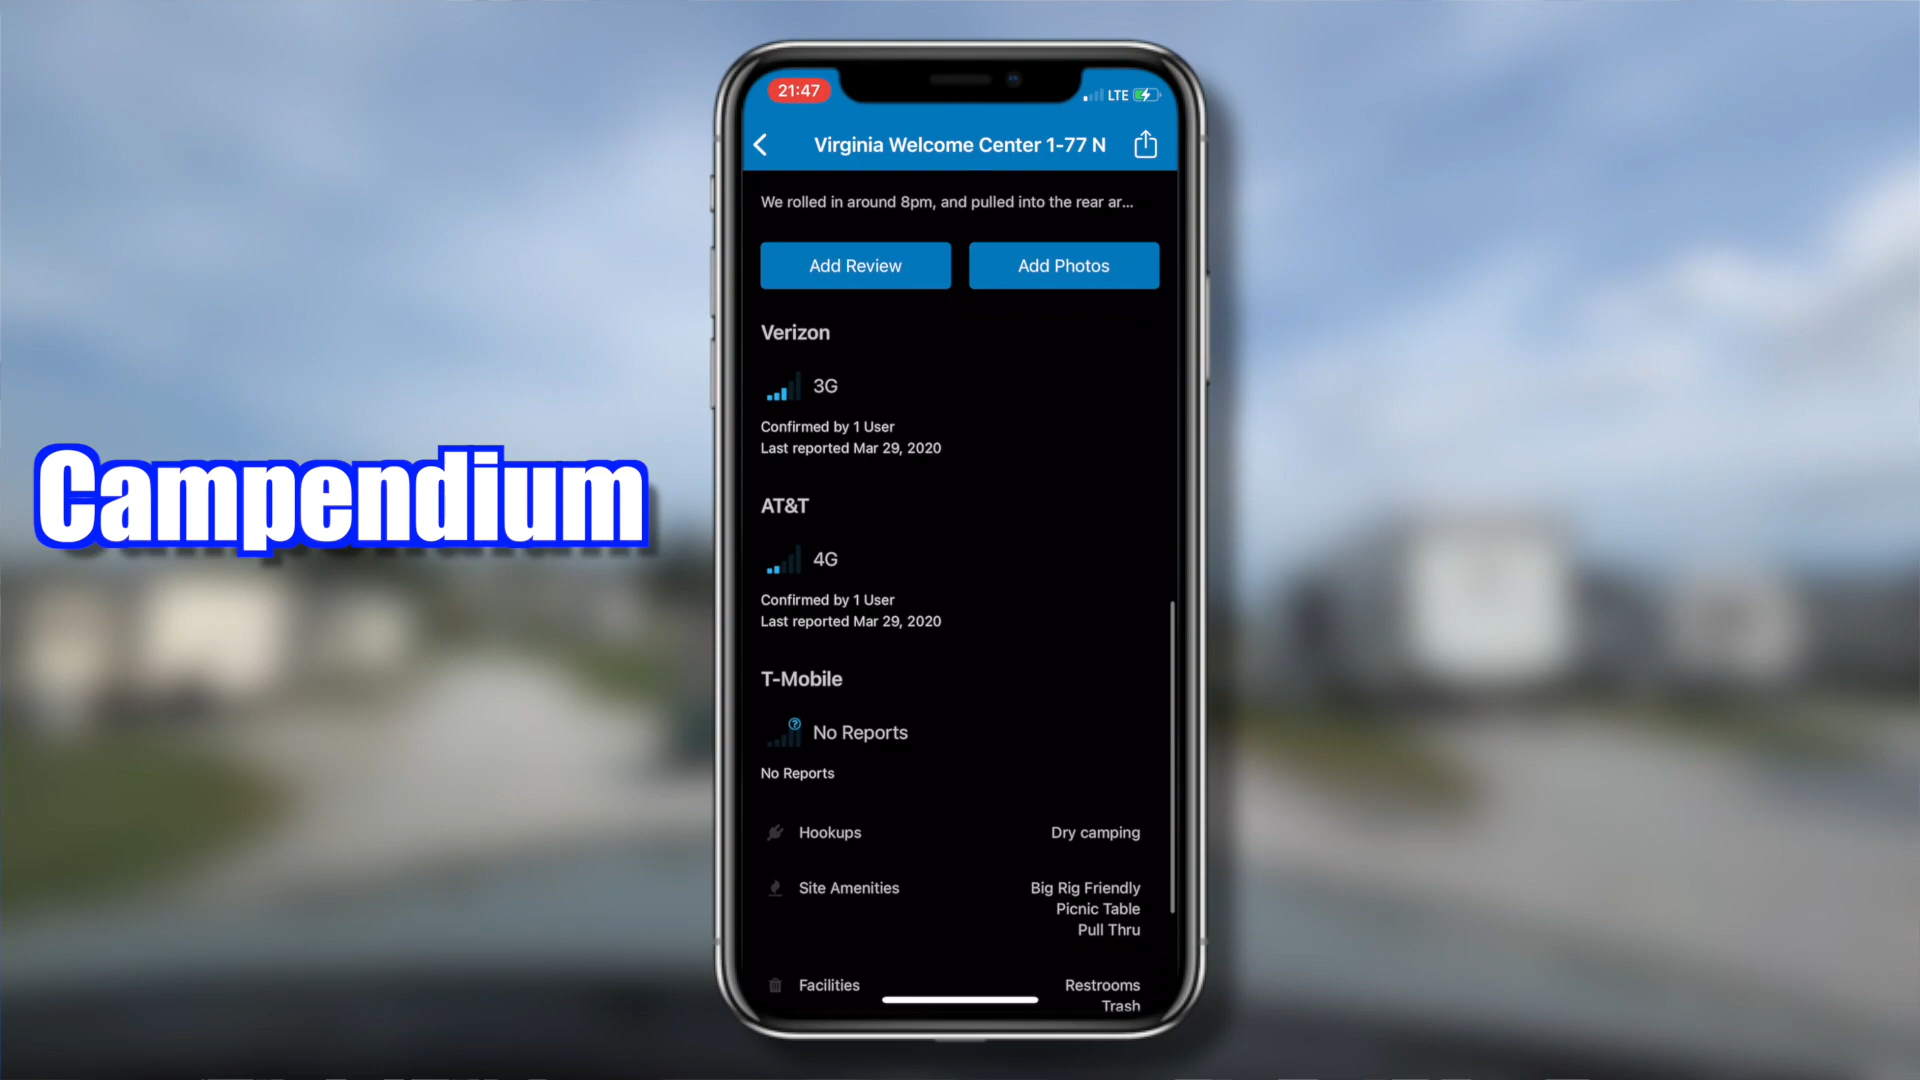 Campendium
21:47
LTE
Virginia Welcome Center 1-77 N
We rolled in around 8pm, and pulled into the rear ar...
Add Review
Add Photos
Verizon
3G
Confirmed by 1 User
Last reported Mar 29, 2020
AT&T
4G
Confirmed by 1 User
Last reported Mar 29, 2020
T-Mobile
? No Reports
No Reports
Hookups
Dry camping
Site Amenities
Big Rig Friendly
Picnic Table
Pull Thru
Facilities
Restrooms
Trash